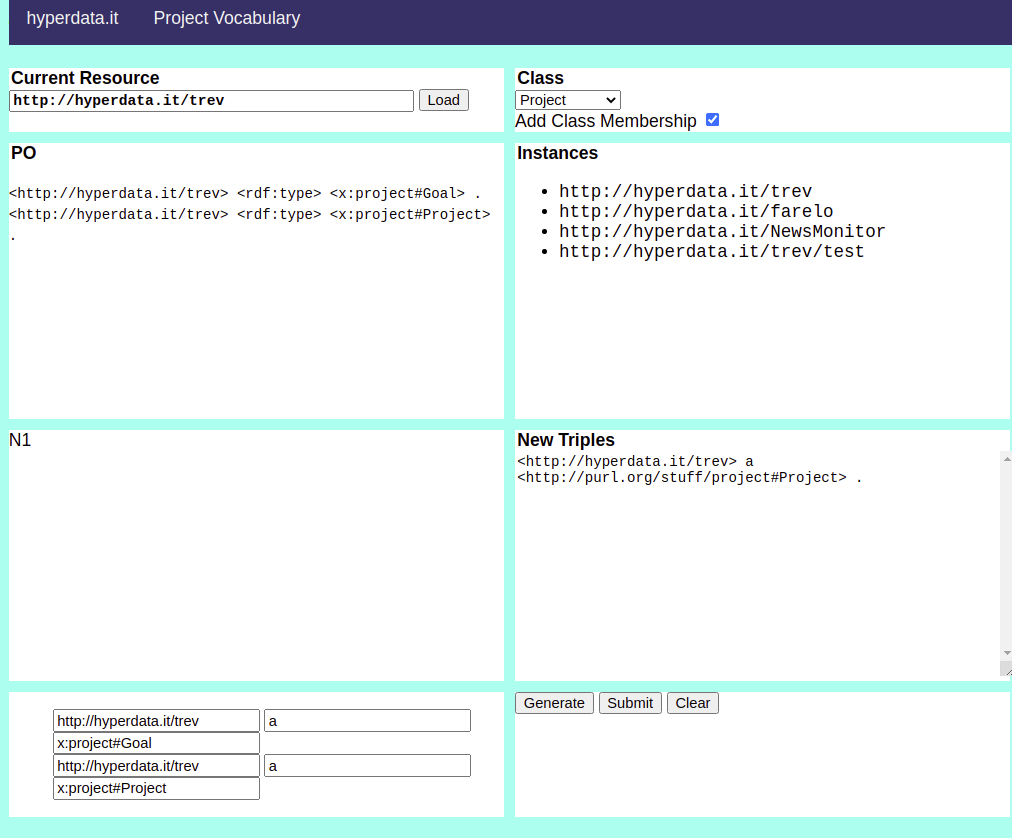 hyperdata.it Project Vocabulary
Current Resource
http://hyperdata.it/trev Load
Class
Project
Add Class Membership
PO
<http://hyperdata.it/trev> <rdf:type> <x:project#Goal> .
<http://hyperdata.it/trev> <rdf:type> <x:project#Project>
.
Instances
http://hyperdata.it/trev
http://hyperdata.it/farelo
http://hyperdata.it/NewsMonitor
http://hyperdata.it/trev/test
N1
New Triples
<http://hyperdata.it/trev> a
<http://purl.org/stuff/project#Project> .
http://hyperdata.it/trev a
x:project#Goal
http://hyperdata.it/trev a
x:project#Project
Generate Submit Clear